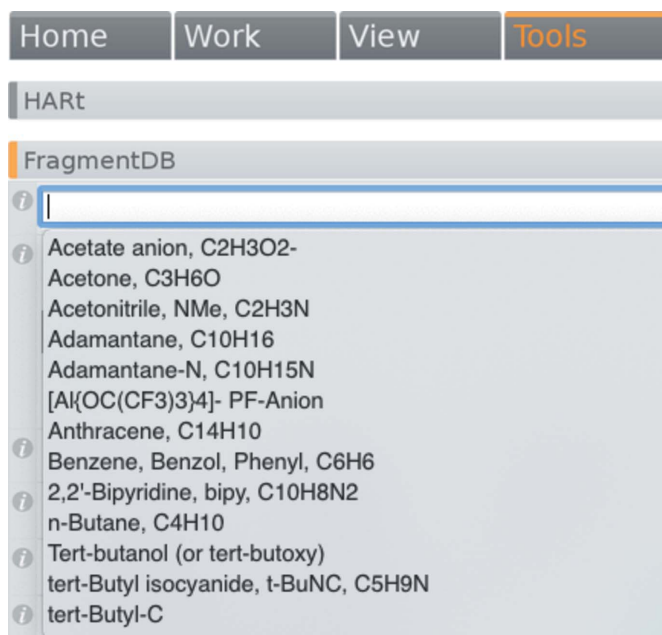 Home Work View Tools
HARt
FragmentDB
Acetate anion, C2H3O2-
Acetone, C3H6O
Acetonitrile, NMe, C2H3N
Adamantane, C10H16
Adamantane-N, C10H15N
[Al{OC(CF3)3}4]- PF-Anion
Anthracene, C14H10
Benzene, Benzol, Phenyl, C6H6
2,2'-Bipyridine, bipy, C10H8N2
n-Butane, C4H10
Tert-butanol (or tert-butoxy)
tert-Butyl isocyanide, t-BuNC, C5H9N
tert-Butyl-C